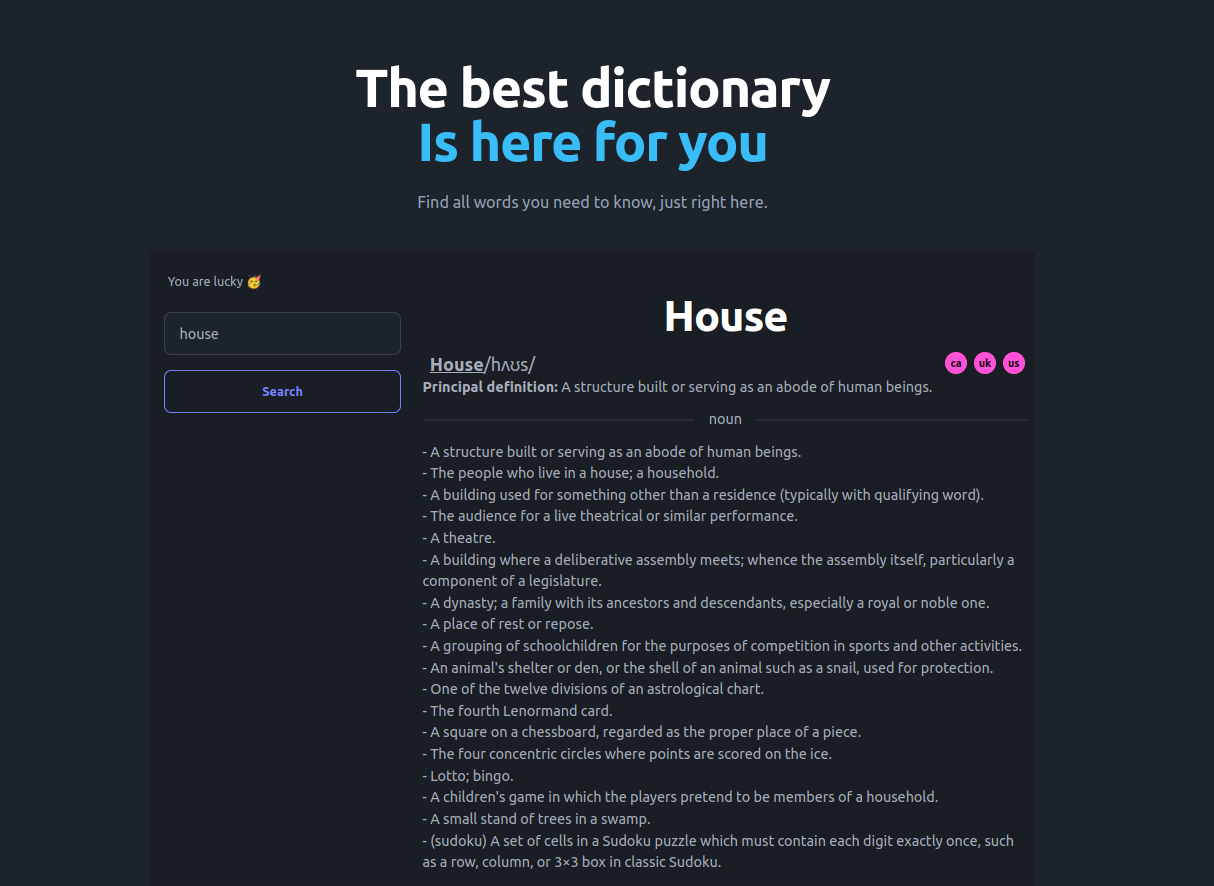 The best dictionary
Is here for you
Find all words you need to know, just right here.
You are lucky 🥳
house
Search
House
House/hʌʊs/
ca uk us
Principal definition: A structure built or serving as an abode of human beings.
noun
- A structure built or serving as an abode of human beings.
- The people who live in a house; a household.
- A building used for something other than a residence (typically with qualifying word).
- The audience for a live theatrical or similar performance.
- A theatre.
- A building where a deliberative assembly meets; whence the assembly itself, particularly a
component of a legislature.
- A dynasty; a family with its ancestors and descendants, especially a royal or noble one.
- A place of rest or repose.
- A grouping of schoolchildren for the purposes of competition in sports and other activities.
- An animal's shelter or den, or the shell of an animal such as a snail, used for protection.
- One of the twelve divisions of an astrological chart.
- The fourth Lenormand card.
- A square on a chessboard, regarded as the proper place of a piece.
- The four concentric circles where points are scored on the ice.
- Lotto; bingo.
- A children's game in which the players pretend to be members of a household.
- A small stand of trees in a swamp.
- (sudoku) A set of cells in a Sudoku puzzle which must contain each digit exactly once, such
as a row, column, or 3×3 box in classic Sudoku.